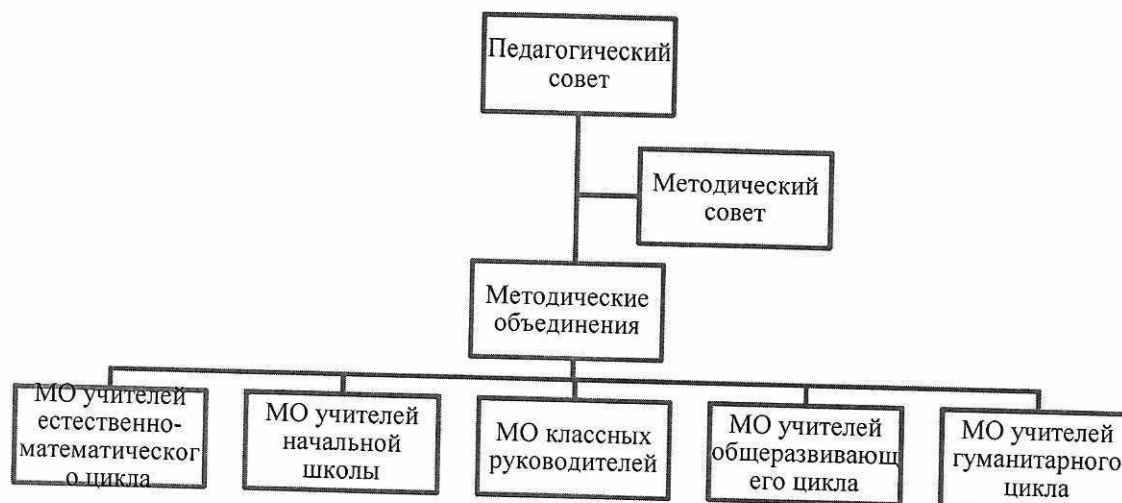 Педагогический
совет
Методический
совет
Методические
объединения
МО учителей
естественно-
математическог
о цикла
МО учителей
начальной
школы
МО классных
руководителей
МО учителей
общеразвивающ
его цикла
МО учителей
гуманитарного
цикла